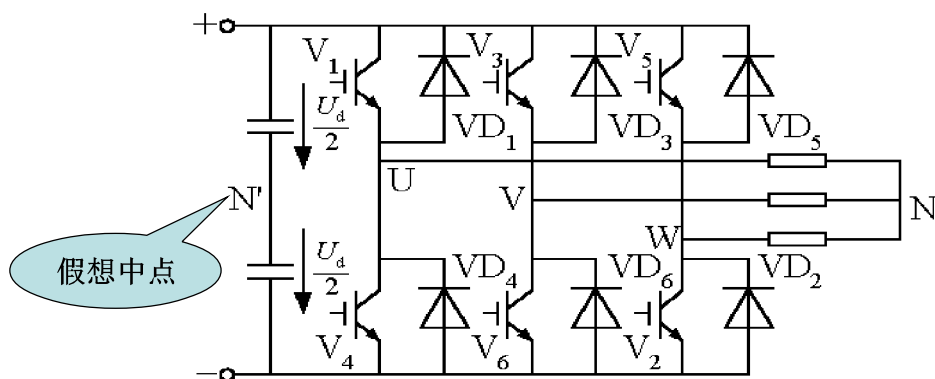 +
V1
V3
V5
Ud/2
VD1
VD3
VD5
U
N'
V
N
W
假想中点
Ud/2
VD4
VD6
VD2
V4
V6
V2
−